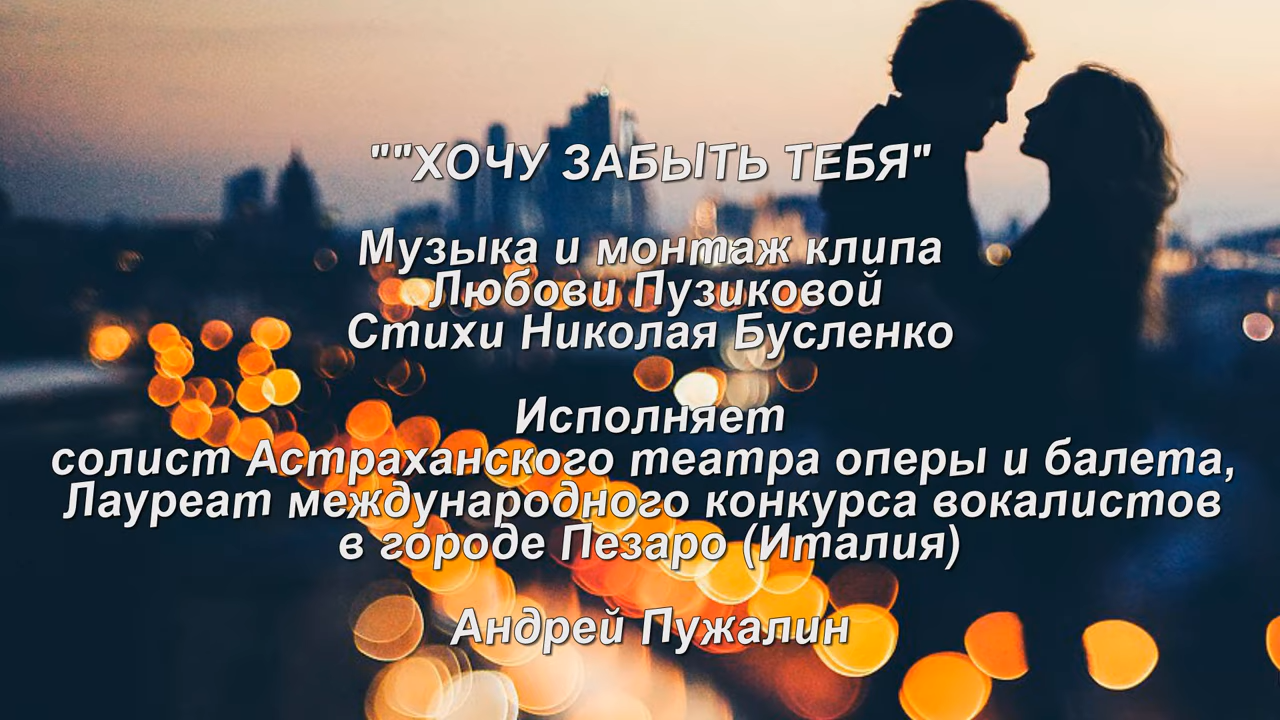 ""ХОЧУ ЗАБЫТЬ ТЕБЯ"
Музыка и монтаж клипа
Любови Пузиковой
Стихи Николая Бусленко
Исполняет
солист Астраханского театра оперы и балета,
Лауреат международного конкурса вокалистов
в городе Пезаро (Италия)
Андрей Пужалин